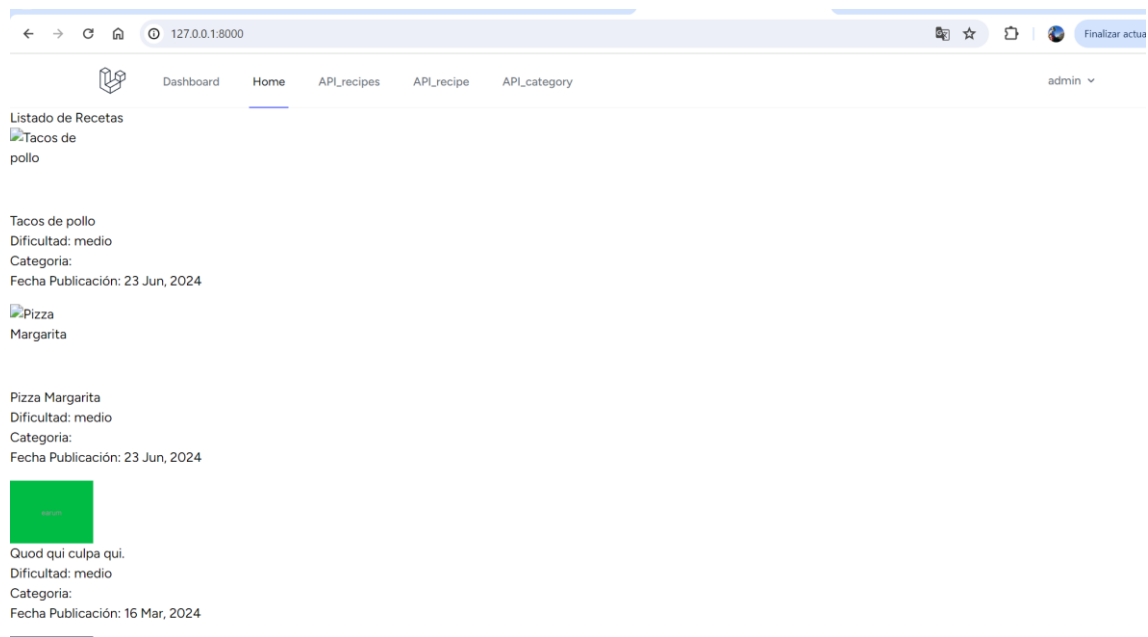 127.0.0.1:8000
Finalizar actua
Dashboard Home API_recipes API_recipe API_category admin
Listado de Recetas
Tacos de
pollo
Tacos de pollo
Dificultad: medio
Categoria:
Fecha Publicación: 23 Jun, 2024
Pizza
Margarita
Pizza Margarita
Dificultad: medio
Categoria:
Fecha Publicación: 23 Jun, 2024
Quod qui culpa qui.
Dificultad: medio
Categoria:
Fecha Publicación: 16 Mar, 2024